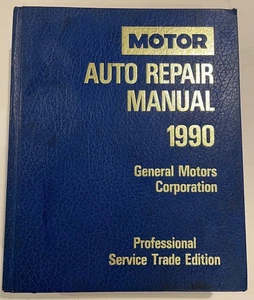 MOTOR
AUTO REPAIR
MANUAL
1990
General Motors
Corporation
Professional
Service Trade Edition